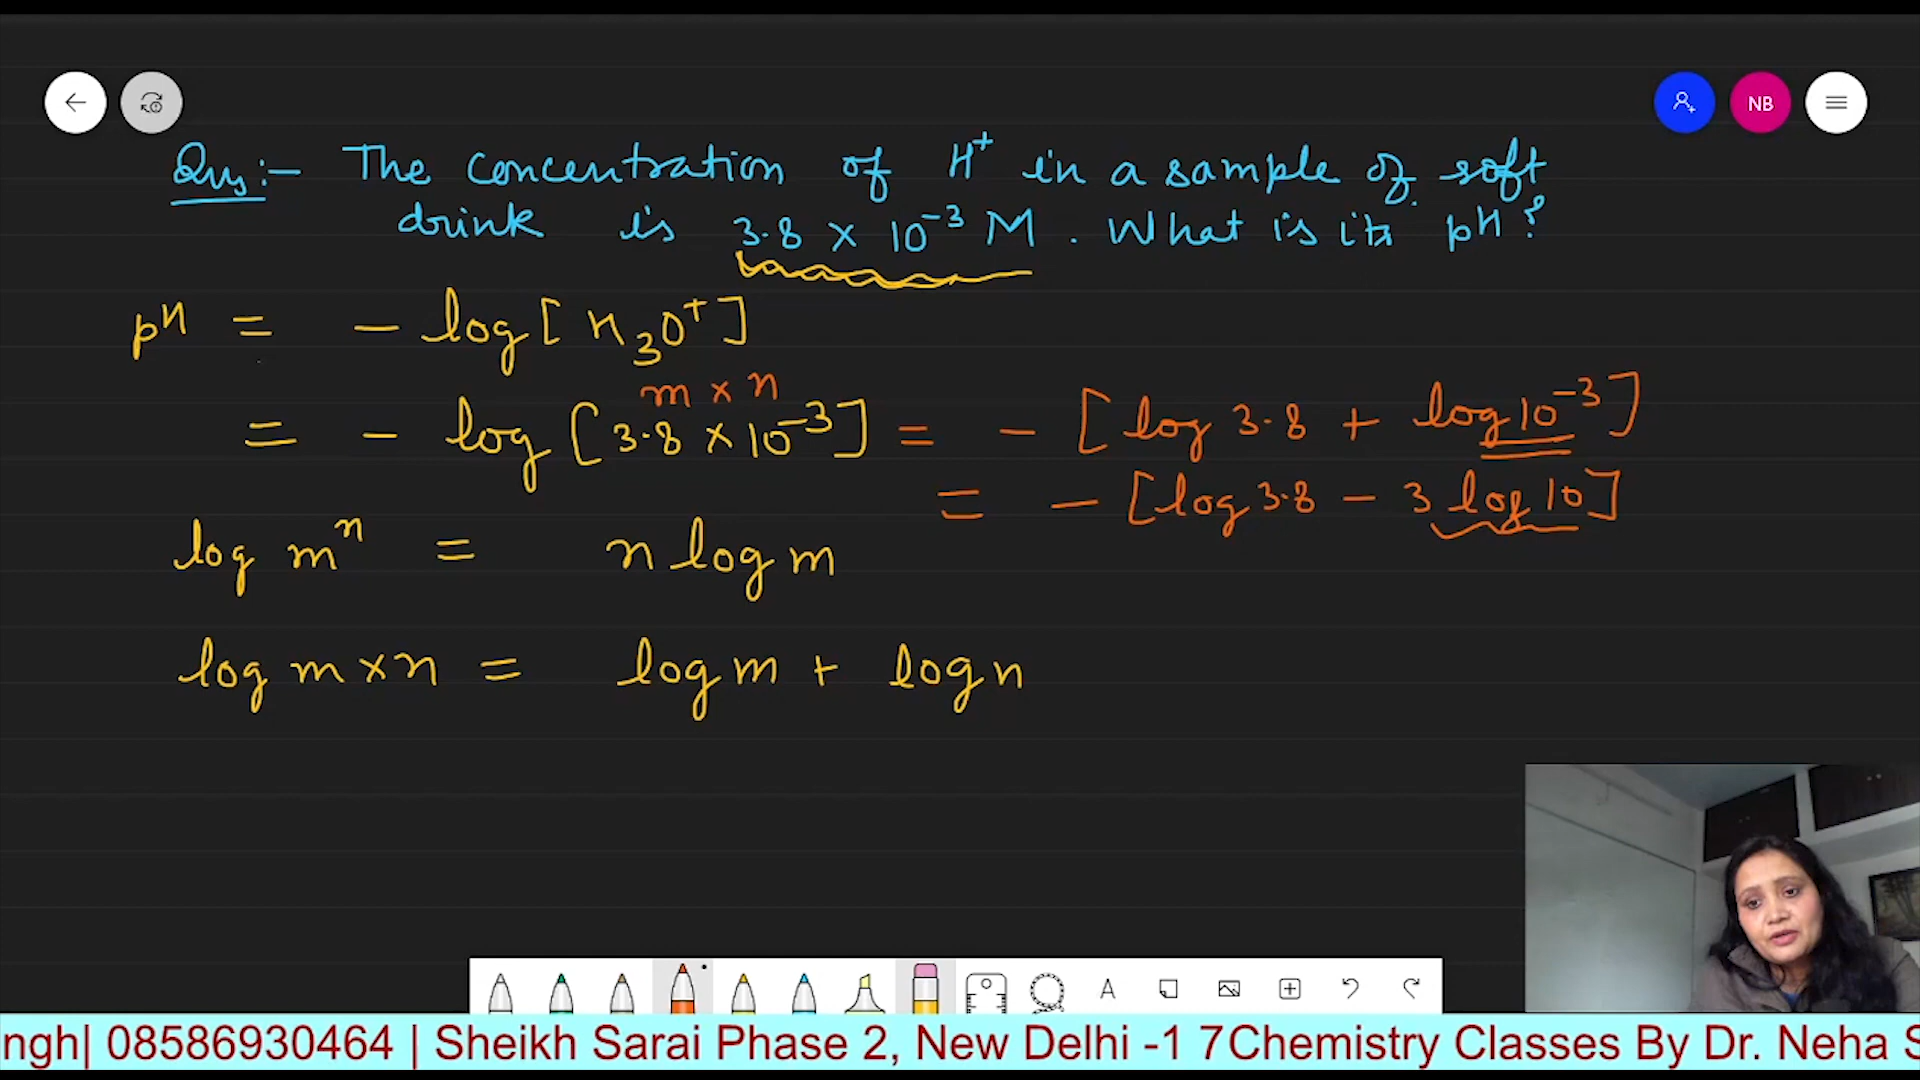 NB
Qus:- The concentration of H⁺ in a sample of soft
drink is 3.8 × 10⁻³ M. What is its pH?
pH = - log [H₃O⁺]
m × n
= - log [3.8 × 10⁻³] = - [log 3.8 + log 10⁻³]
= - [log 3.8 - 3 log 10]
log mⁿ = n log m
log m × n = log m + log n
A
ngh| 08586930464 | Sheikh Sarai Phase 2, New Delhi -1 7Chemistry Classes By Dr. Neha S